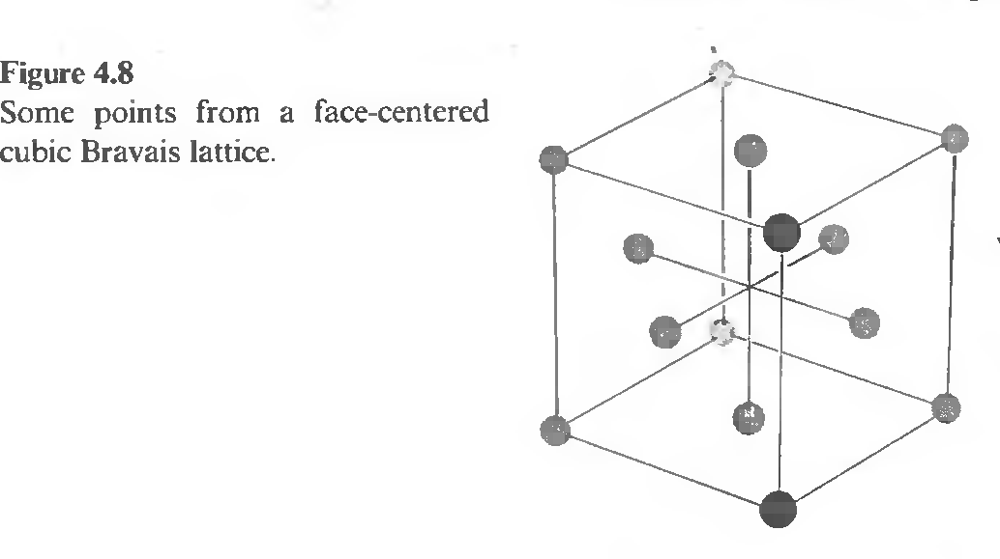 Figure 4.8
Some points from a face-centered
cubic Bravais lattice.